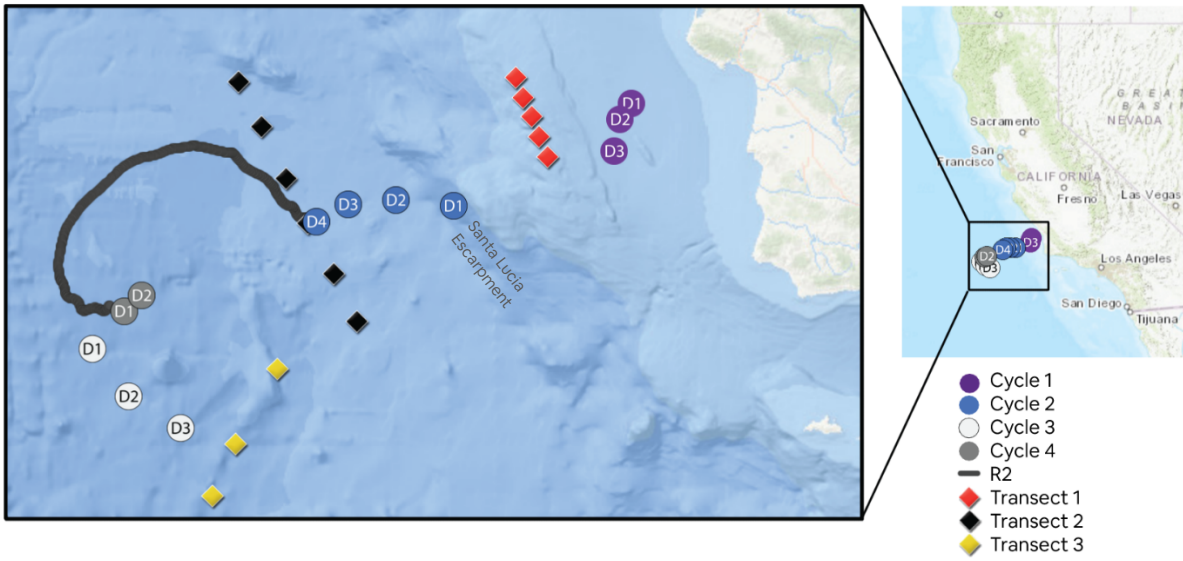 D1
D2
D3
D4
D3
D2
D1
Santa Lucia
Escarpment
D2
D1
D1
D2
D3
GREAT
BASIN
NEVADA
Sacramento
San
Francisco
CALIFORNIA
Fresno
Las Vegas
D3
D4
D2
D3
Los Angeles
San Diego
Tijuana
Cycle 1
Cycle 2
Cycle 3
Cycle 4
R2
Transect 1
Transect 2
Transect 3